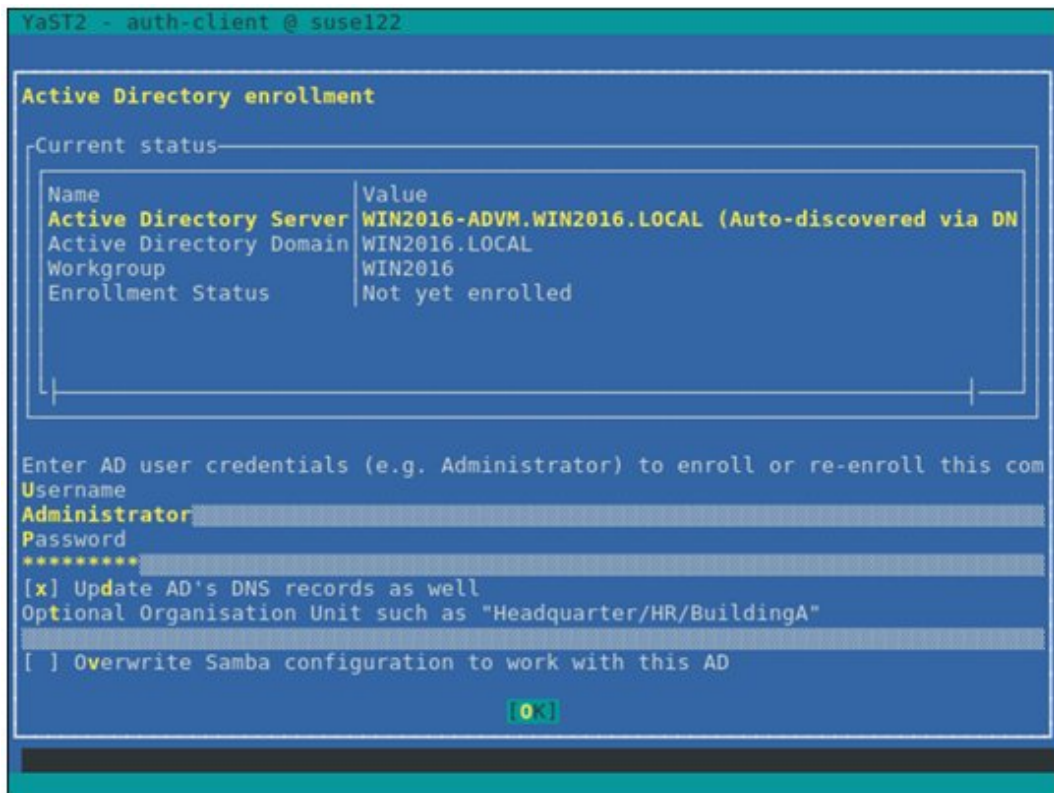 YaST2 - auth-client @ suse122
Active Directory enrollment
Current status
Name Value
Active Directory Server WIN2016-ADVM.WIN2016.LOCAL (Auto-discovered via DN
Active Directory Domain WIN2016.LOCAL
Workgroup WIN2016
Enrollment Status Not yet enrolled
Enter AD user credentials (e.g. Administrator) to enroll or re-enroll this com
Username
Administrator
Password
*********
[x] Update AD's DNS records as well
Optional Organisation Unit such as "Headquarter/HR/BuildingA"
[ ] Overwrite Samba configuration to work with this AD
[OK]